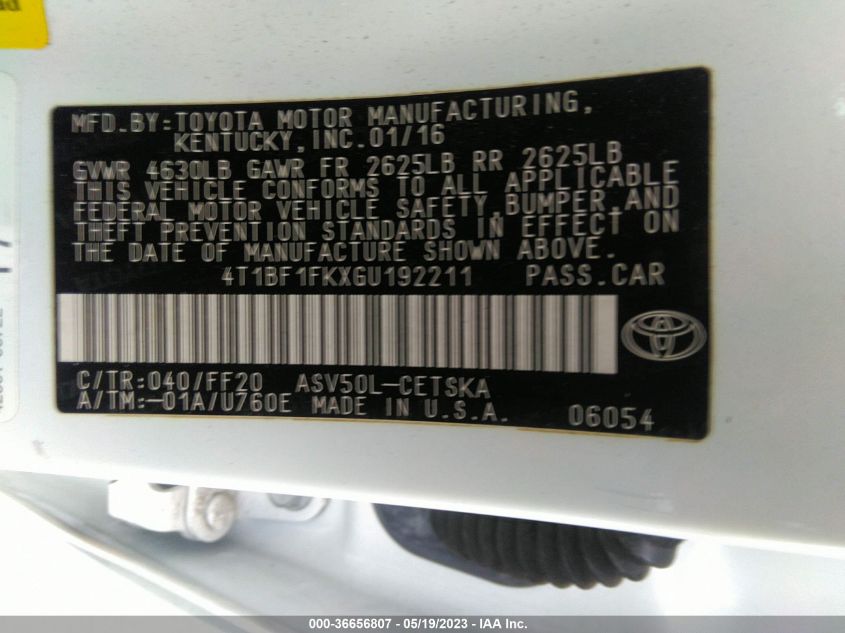 MFD.BY:TOYOTA MOTOR MANUFACTURING,
KENTUCKY,INC.01/16
GVWR 4630LB GAWR FR 2625LB RR 2625LB
THIS VEHICLE CONFORMS TO ALL APPLICABLE
FEDERAL MOTOR VEHICLE SAFETY,BUMPER,AND
THEFT PREVENTION STANDARDS IN EFFECT ON
THE DATE OF MANUFACTURE SHOWN ABOVE.
4T1BF1FKXGU192211 PASS.CAR
C/TR:040/FF20 ASV50L-CETSKA
A/TM:-01A/U760E MADE IN U.S.A. 06054
000-36656807 - 05/19/2023 - IAA Inc.